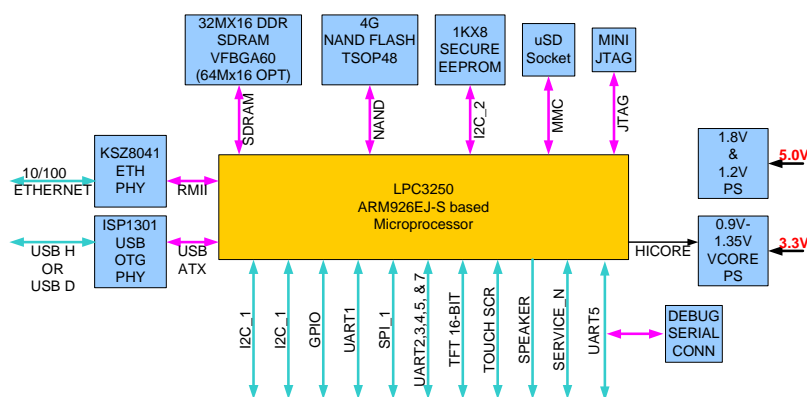 32MX16 DDR
SDRAM
VFBGA60
(64Mx16 OPT)
4G
NAND FLASH
TSOP48
1KX8
SECURE
EEPROM
uSD
Socket
MINI
JTAG
SDRAM
NAND
I2C_2
MMC
JTAG
KSZ8041
ETH
PHY
10/100
ETHERNET
RMII
LPC3250
ARM926EJ-S based
Microprocessor
1.8V
&
1.2V
PS
5.0V
ISP1301
USB
OTG
PHY
USB H
OR
USB D
USB
ATX
HICORE
0.9V-
1.35V
VCORE
PS
3.3V
I2C_1
I2C_1
GPIO
UART1
SPI_1
UART2,3,4,5, & 7
TFT 16-BIT
TOUCH SCR
SPEAKER
SERVICE_N
UART5
DEBUG
SERIAL
CONN